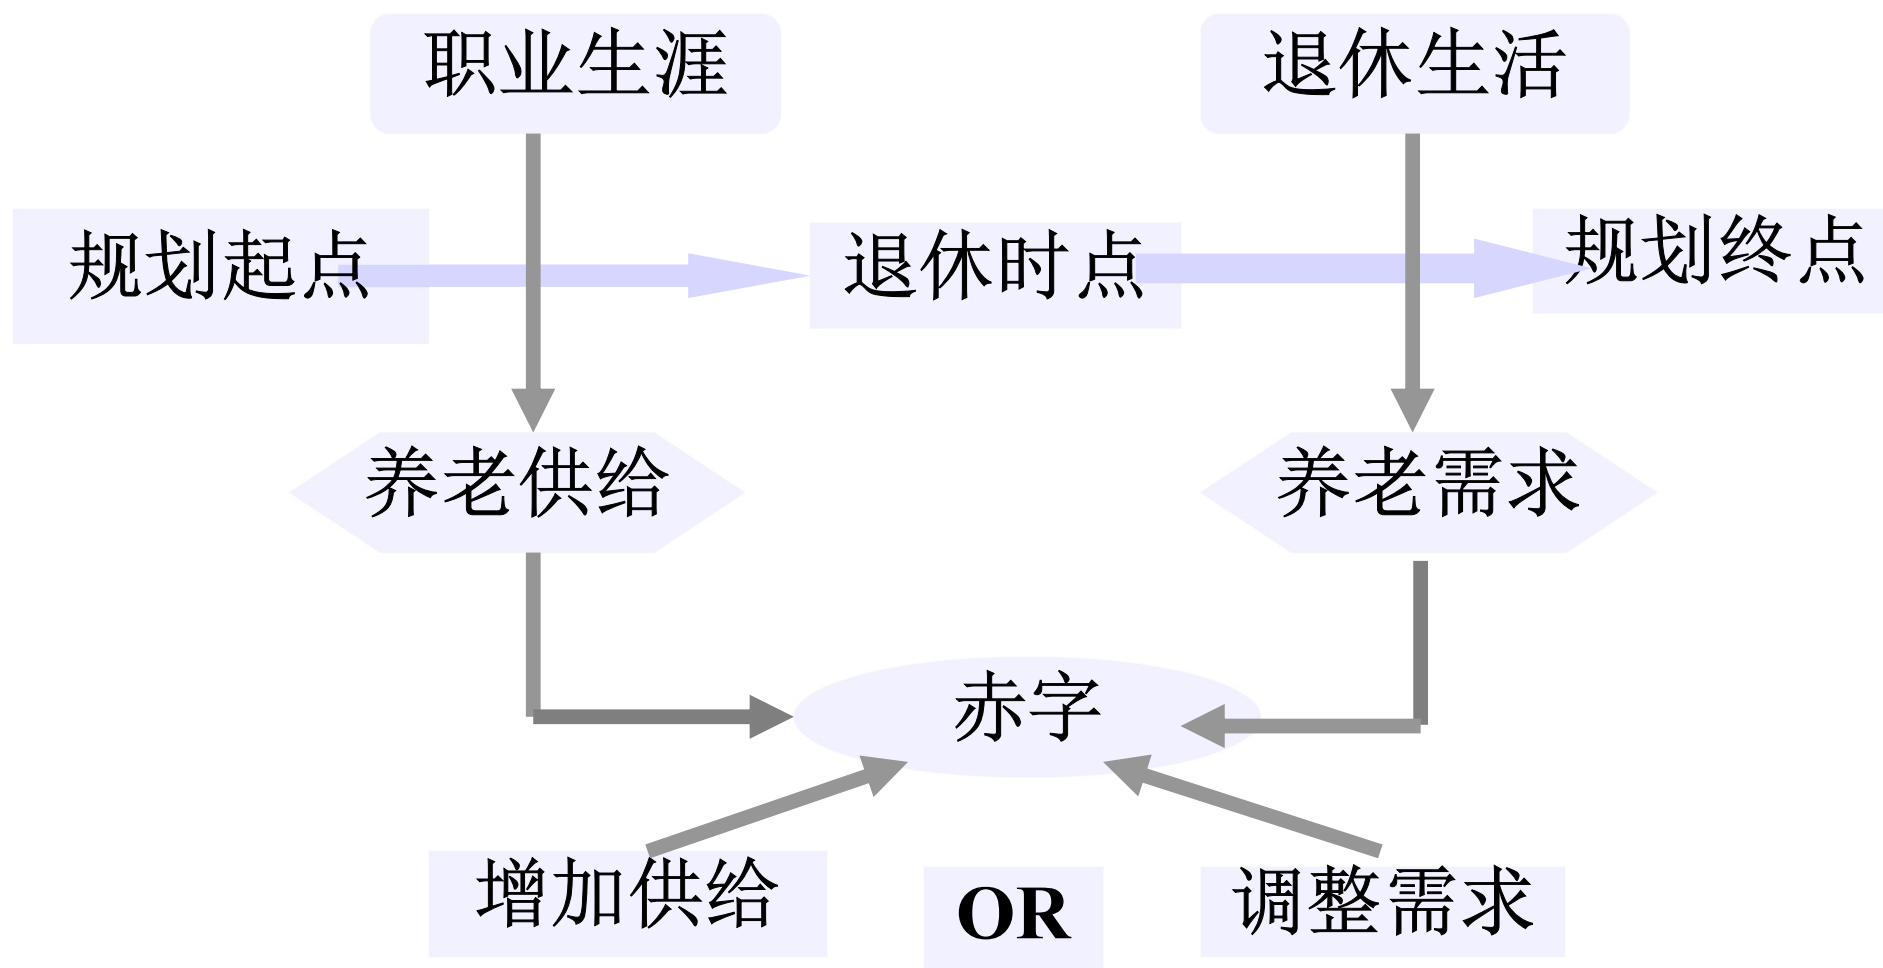 职业生涯
退休生活
规划起点
退休时点
规划终点
养老供给
养老需求
赤字
增加供给
OR
调整需求